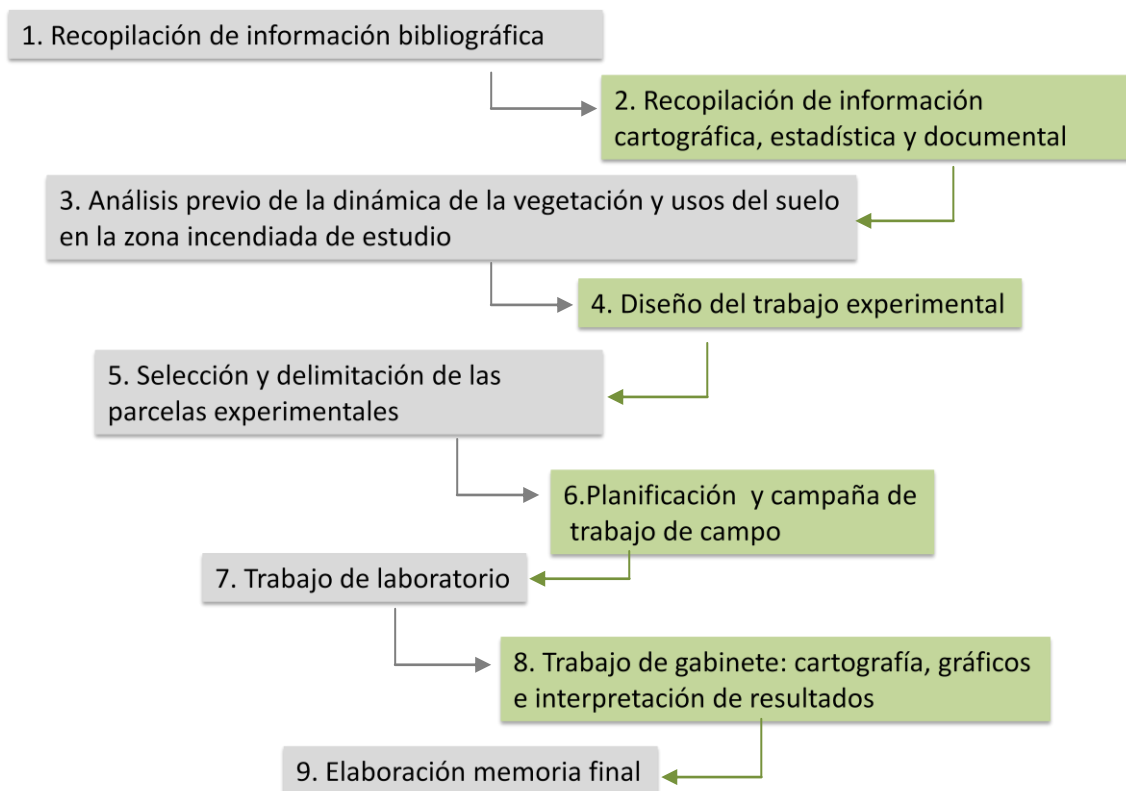 1. Recopilación de información bibliográfica
2. Recopilación de información
cartográfica, estadística y documental
3. Análisis previo de la dinámica de la vegetación y usos del suelo
en la zona incendiada de estudio
4. Diseño del trabajo experimental
5. Selección y delimitación de las
parcelas experimentales
6.Planificación y campaña de
trabajo de campo
7. Trabajo de laboratorio
8. Trabajo de gabinete: cartografía, gráficos
e interpretación de resultados
9. Elaboración memoria final